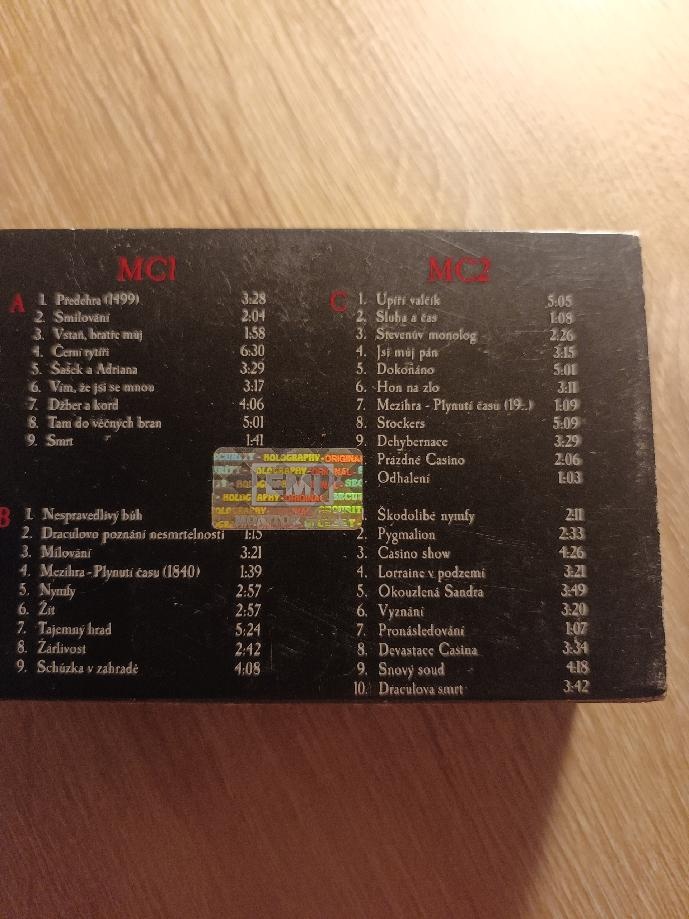 MC1
A 1. Předehra (1499) 3:28
2. Smilování 2:04
3. Vstaň, bratře můj 1:58
4. Černí rytíři 6:30
5. Šašek a Adriana 3:29
6. Vím, že jsi se mnou 3:17
7. Džber a kord 4:06
8. Tam do věčných bran 5:01
9. Smrt 1:41
B 1. Nespravedlivý bůh
2. Draculovo poznání nesmrtelnosti 1:15
3. Milování 3:21
4. Mezihra - Plynutí času (1840) 1:39
5. Nymfy 2:57
6. Žít 2:57
7. Tajemný hrad 5:24
8. Žárlivost 2:42
9. Schůzka v zahradě 4:08
MC2
C 1. Upíří valčík 5:05
2. Sluha a čas 1:08
3. Stevenův monolog 2:26
4. Jsi můj pán 3:15
5. Dokonáno 5:01
6. Hon na zlo 3:11
7. Mezihra - Plynutí času (19..) 1:09
8. Stockers 5:09
9. Dehybernace 3:29
Prázdné Casino 2:06
Odhalení 1:03
1. Škodolibé nymfy 2:11
2. Pygmalion 2:33
3. Casino show 4:26
4. Lorraine v podzemí 3:21
5. Okouzlená Sandra 3:49
6. Vyznání 3:20
7. Pronásledování 1:07
8. Devastace Casina 3:34
9. Snový soud 4:18
10. Draculova smrt 3:42
HOLOGRAPHY - ORIGINAL
EMI